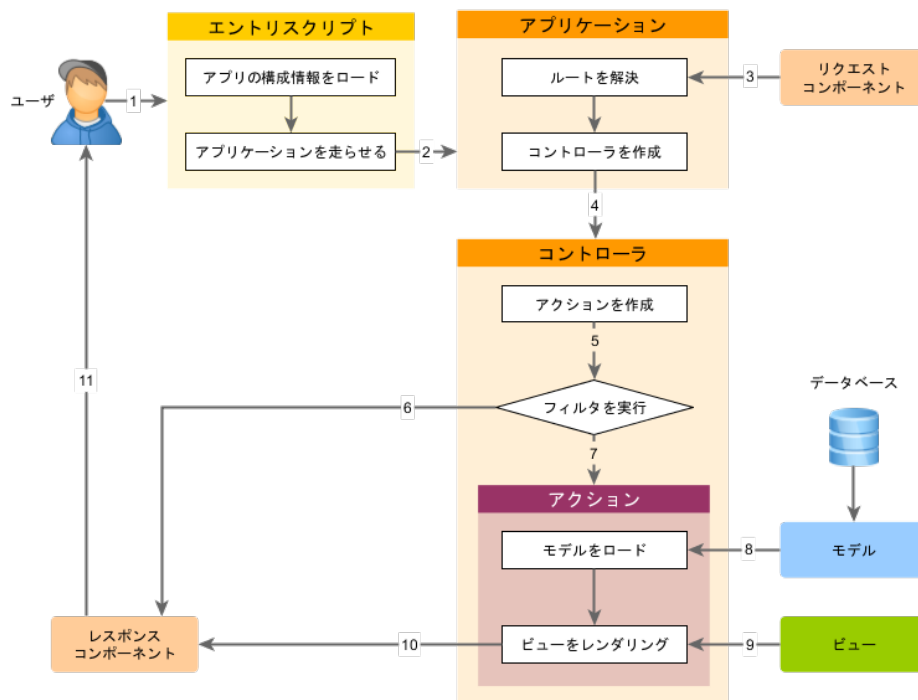 エントリスクリプト
アプリケーション
アプリの構成情報をロード
ルートを解決
3
リクエスト
コンポーネント
ユーザ
1
アプリケーションを走らせる
2
コントローラを作成
4
コントローラ
アクションを作成
5
11
6
フィルタを実行
データベース
7
アクション
モデルをロード
8
モデル
レスポンス
コンポーネント
10
ビューをレンダリング
9
ビュー